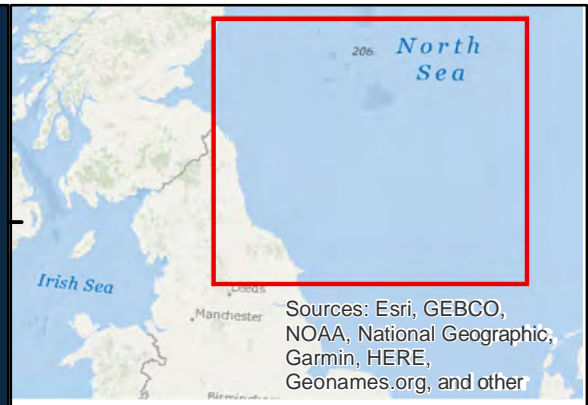 206
North
Sea
Irish Sea
Leeds
Manchester
Sources: Esri, GEBCO,
NOAA, National Geographic,
Garmin, HERE,
Geonames.org, and other
Birmingham